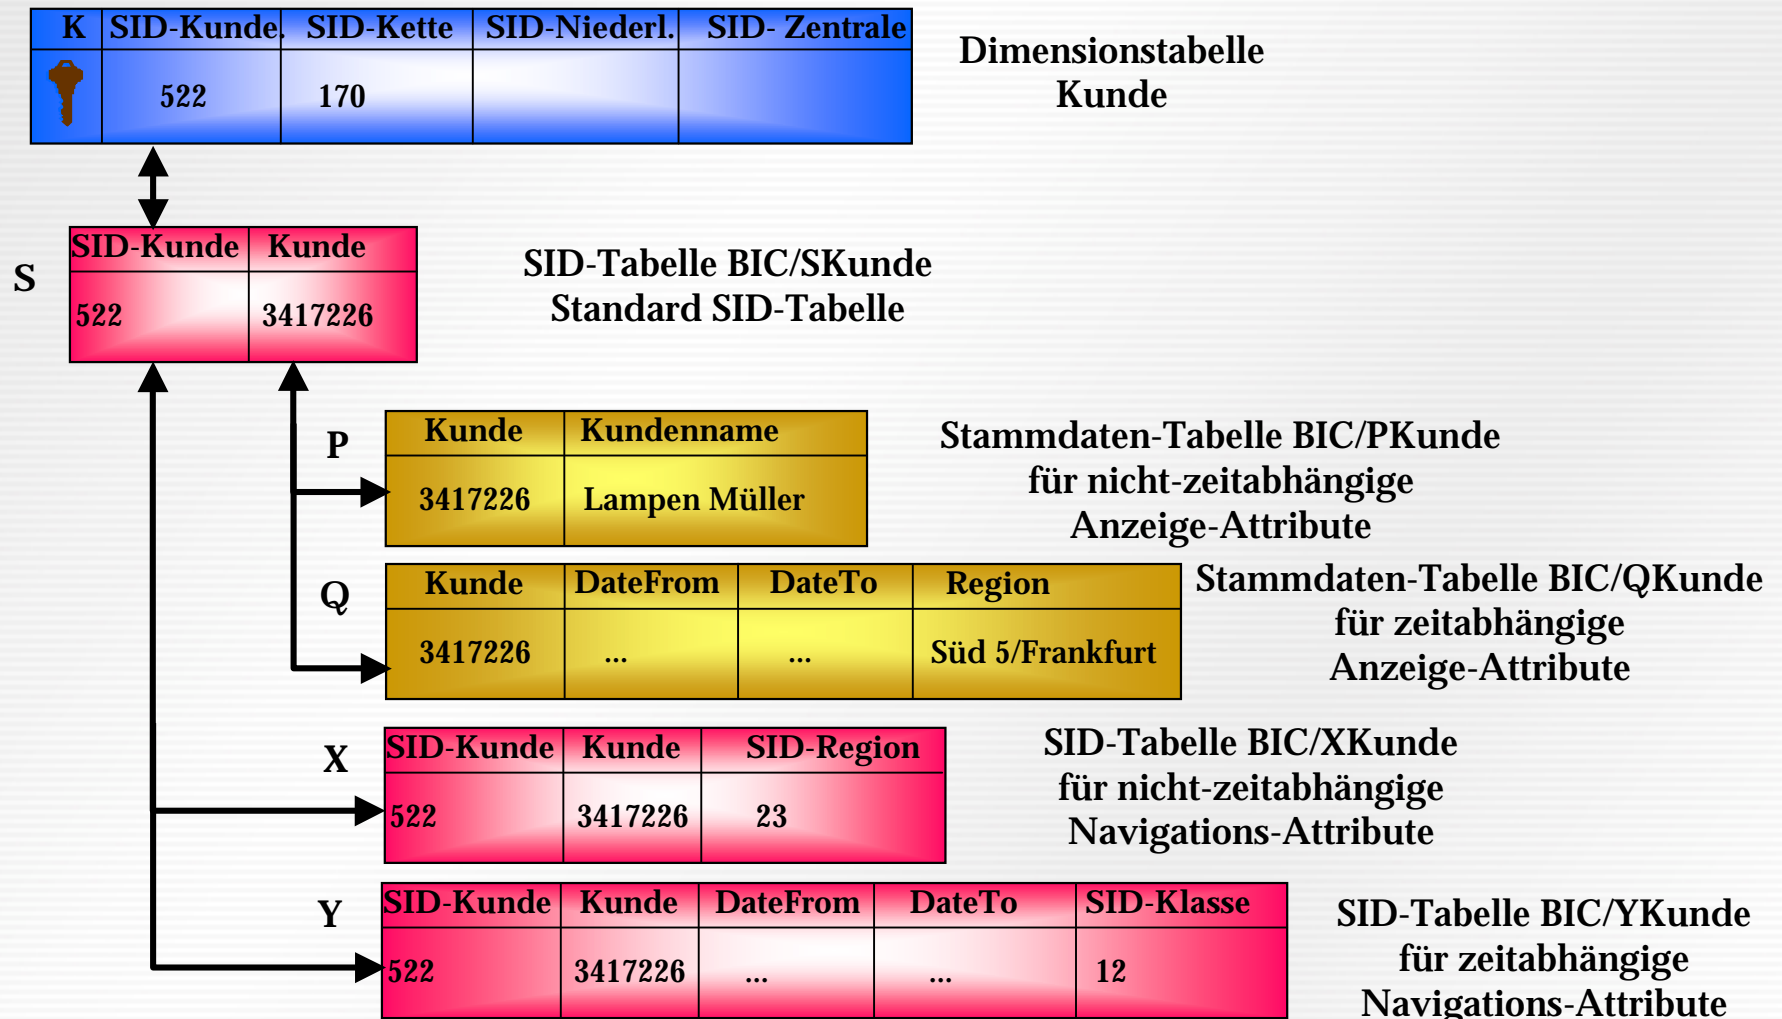 K SID-Kunde. SID-Kette SID-Niederl. SID- Zentrale
522 170
Dimensionstabelle
Kunde
S
SID-Kunde Kunde
522 3417226
SID-Tabelle BIC/SKunde
Standard SID-Tabelle
P
Kunde Kundenname
3417226 Lampen Müller
Stammdaten-Tabelle BIC/PKunde
für nicht-zeitabhängige
Anzeige-Attribute
Q
Kunde DateFrom DateTo Region
3417226 ... ... Süd 5/Frankfurt
Stammdaten-Tabelle BIC/QKunde
für zeitabhängige
Anzeige-Attribute
X
SID-Kunde Kunde SID-Region
522 3417226 23
SID-Tabelle BIC/XKunde
für nicht-zeitabhängige
Navigations-Attribute
Y
SID-Kunde Kunde DateFrom DateTo SID-Klasse
522 3417226 ... ... 12
SID-Tabelle BIC/YKunde
für zeitabhängige
Navigations-Attribute